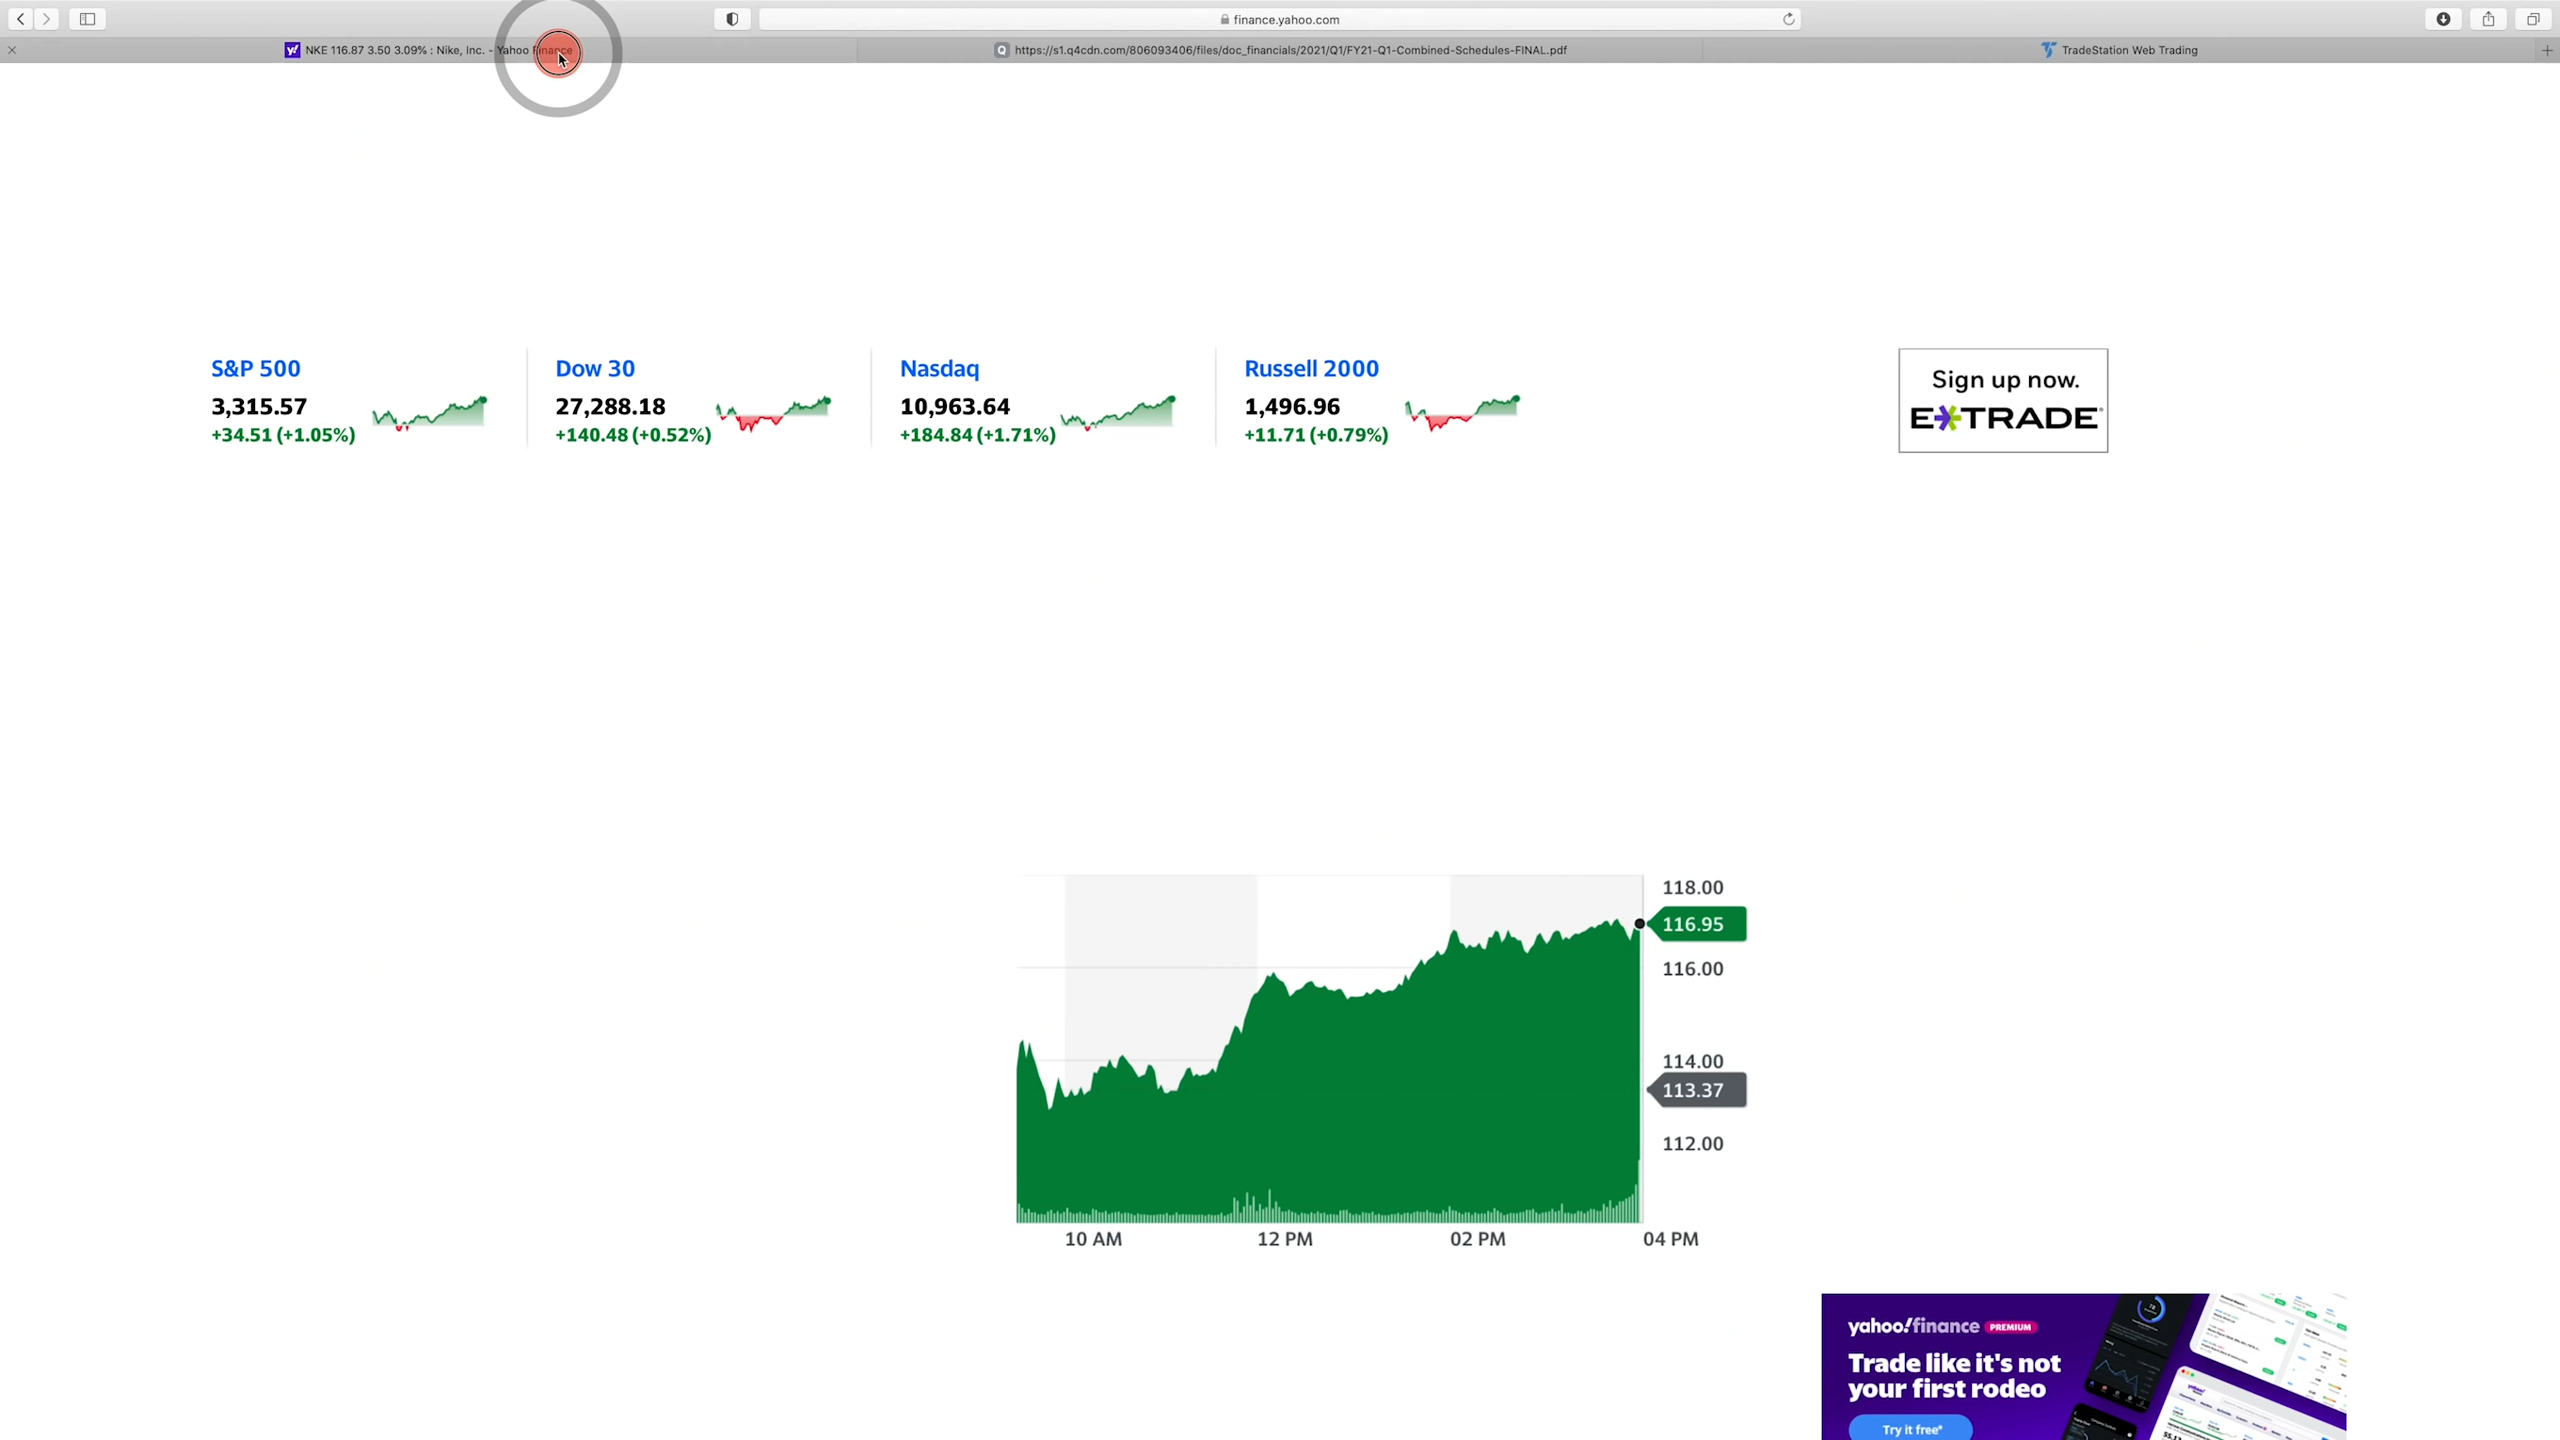 finance.yahoo.com
NKE 116.87 3.50 3.09% : Nike, Inc. - Yahoo Finance
https://s1.q4cdn.com/806093406/files/doc_financials/2021/Q1/FY21-Q1-Combined-Schedules-FINAL.pdf
TradeStation Web Trading
S&P 500
3,315.57
+34.51 (+1.05%)
Dow 30
27,288.18
+140.48 (+0.52%)
Nasdaq
10,963.64
+184.84 (+1.71%)
Russell 2000
1,496.96
+11.71 (+0.79%)
Sign up now.
E*TRADE
118.00
116.95
116.00
114.00
113.37
112.00
10 AM 12 PM 02 PM 04 PM
yahoo!finance PREMIUM
Trade like it's not
your first rodeo
Try it free*